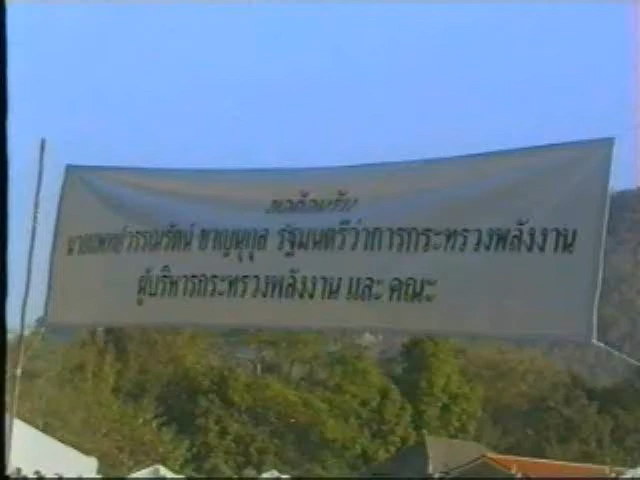 ขอต้อนรับ
นายแพทย์วรรณรัตน์ ชาญนุกูล รัฐมนตรีว่าการกระทรวงพลังงาน
ผู้บริหารกระทรวงพลังงาน และ คณะ